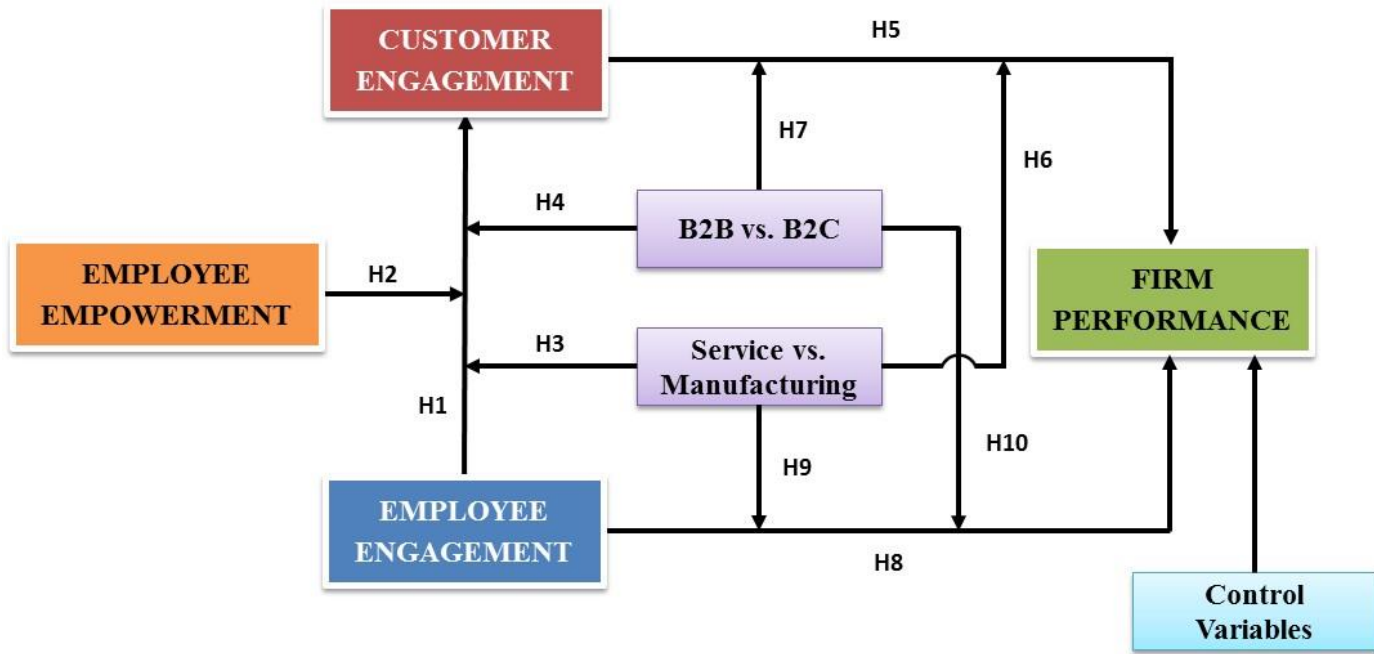 CUSTOMER
ENGAGEMENT
H5
H7
H6
H4
B2B vs. B2C
EMPLOYEE
EMPOWERMENT
H2
FIRM
PERFORMANCE
H3
Service vs.
Manufacturing
H1
H9
H10
EMPLOYEE
ENGAGEMENT
H8
Control
Variables